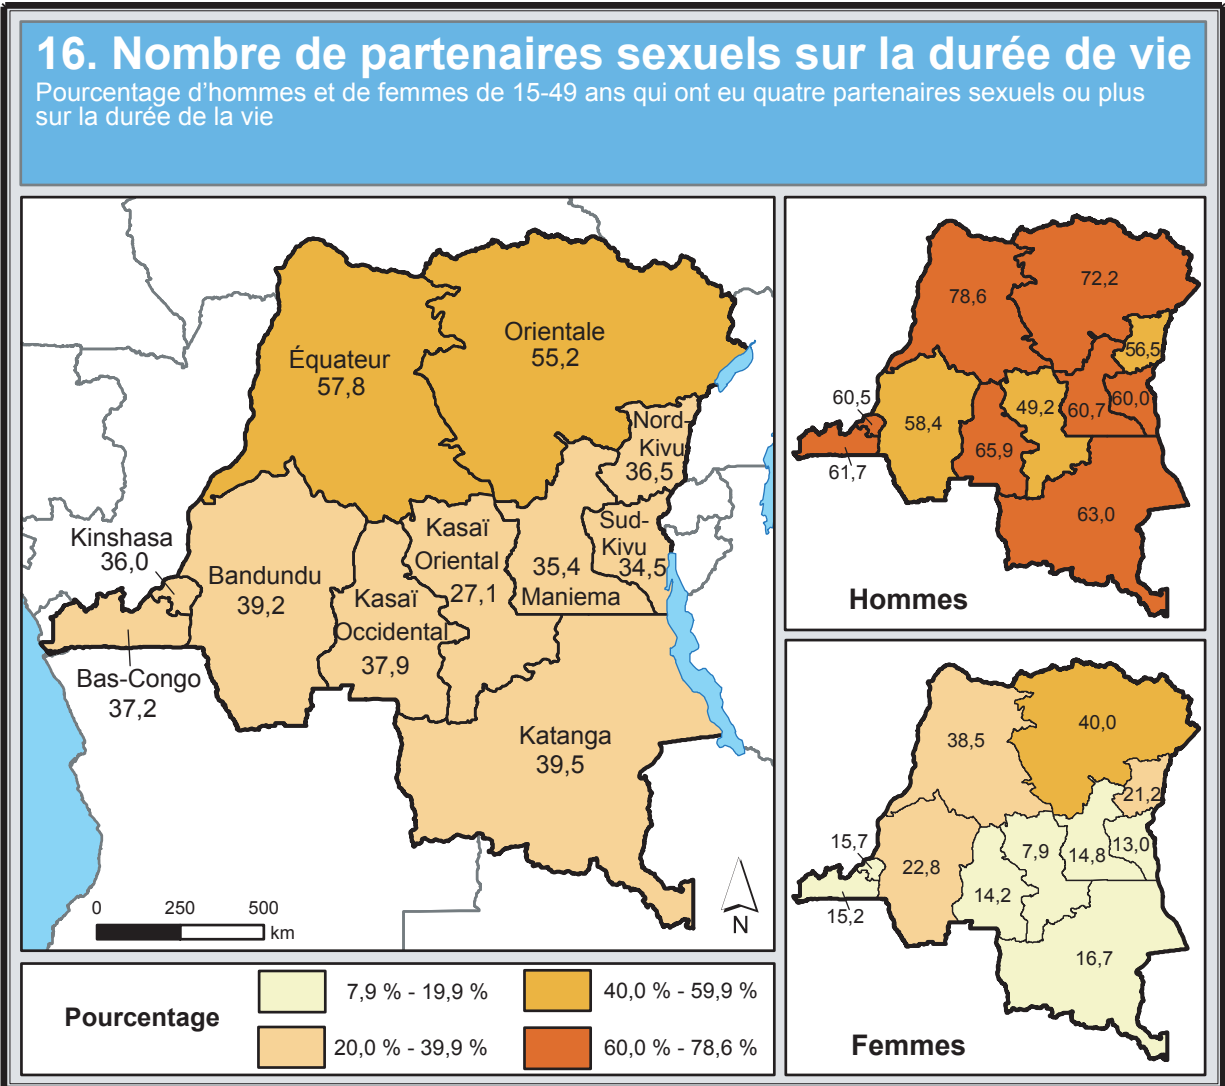 16. Nombre de partenaires sexuels sur la durée de vie
Pourcentage d’hommes et de femmes de 15-49 ans qui ont eu quatre partenaires sexuels ou plus
sur la durée de la vie
Équateur
57,8
Orientale
55,2
Nord-
Kivu
36,5
Kinshasa
36,0
Bandundu
39,2
Kasaï
Oriental
27,1
Sud-
Kivu
34,5
35,4
Maniema
Kasaï
Occidental
37,9
Bas-Congo
37,2
Katanga
39,5
0 250 500
km
N
78,6
72,2
56,5
60,5
58,4
49,2
60,7
60,0
65,9
61,7
63,0
Hommes
38,5
40,0
21,2
15,7
22,8
7,9
14,8
13,0
14,2
15,2
16,7
Femmes
Pourcentage
7,9 % - 19,9 %
20,0 % - 39,9 %
40,0 % - 59,9 %
60,0 % - 78,6 %